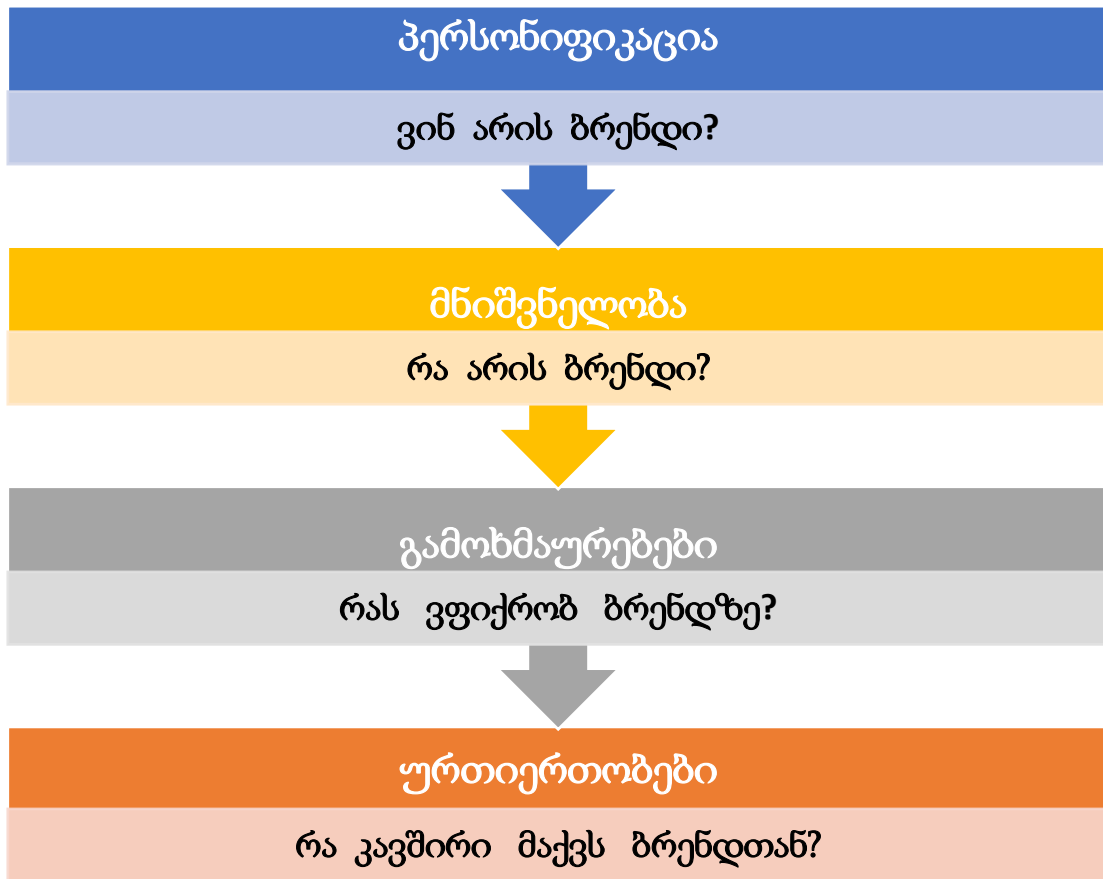 პერსონიფიკაცია
ვინ არის ბრენდი?
მნიშვნელობა
რა არის ბრენდი?
გამოხმაურებები
რას ვფიქრობ ბრენდზე?
ურთიერთობები
რა კავშირი მაქვს ბრენდთან?